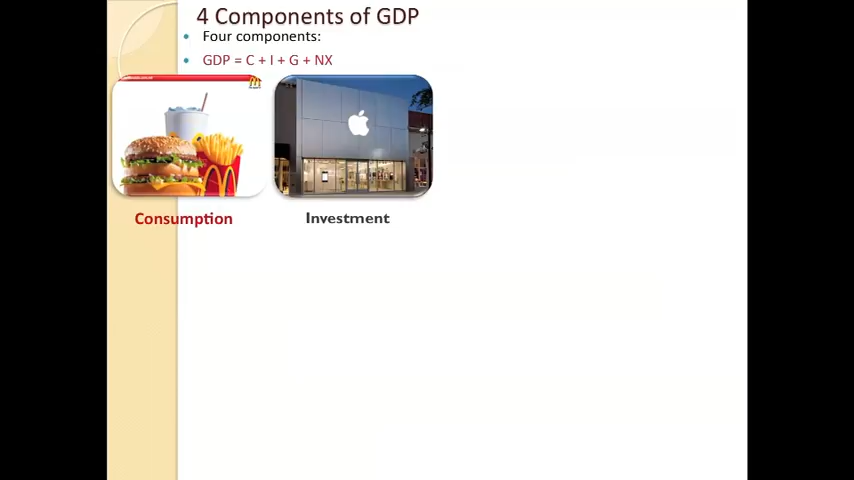 4 Components of GDP
Four components:
GDP = C + I + G + NX
Consumption
Investment